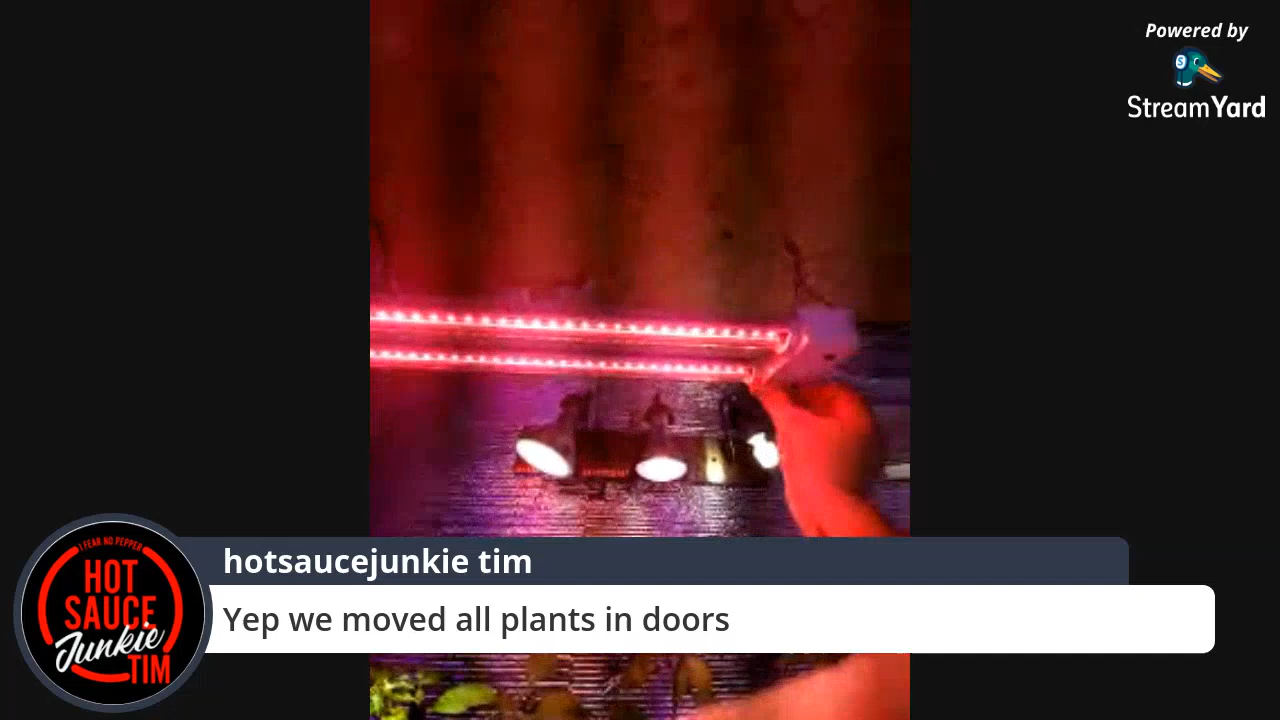 Powered by
StreamYard
hotsaucejunkie tim
Yep we moved all plants in doors
I FEAR NO PEPPER
HOT
SAUCE
Junkie
TIM